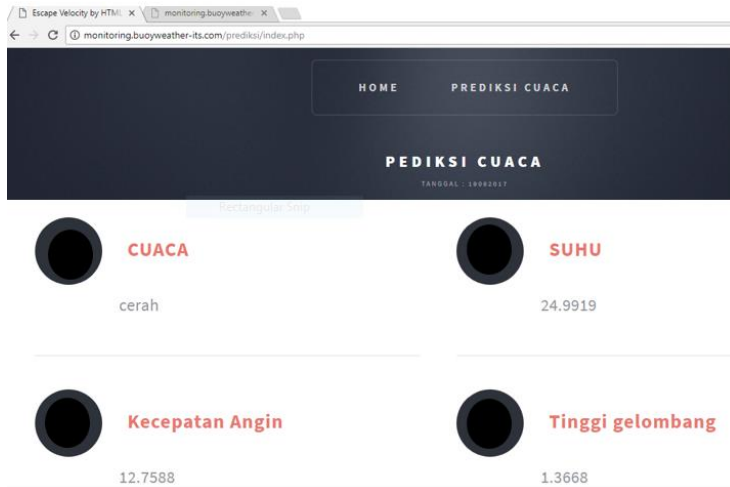 Escape Velocity by HTML
monitoring.buoyweathe
monitoring.buoyweather-its.com/prediksi/index.php
HOME PREDIKSI CUACA
PEDIKSI CUACA
TANGGAL : 18082017
Rectangular Snip
CUACA SUHU
cerah 24.9919
Kecepatan Angin Tinggi gelombang
12.7588 1.3668